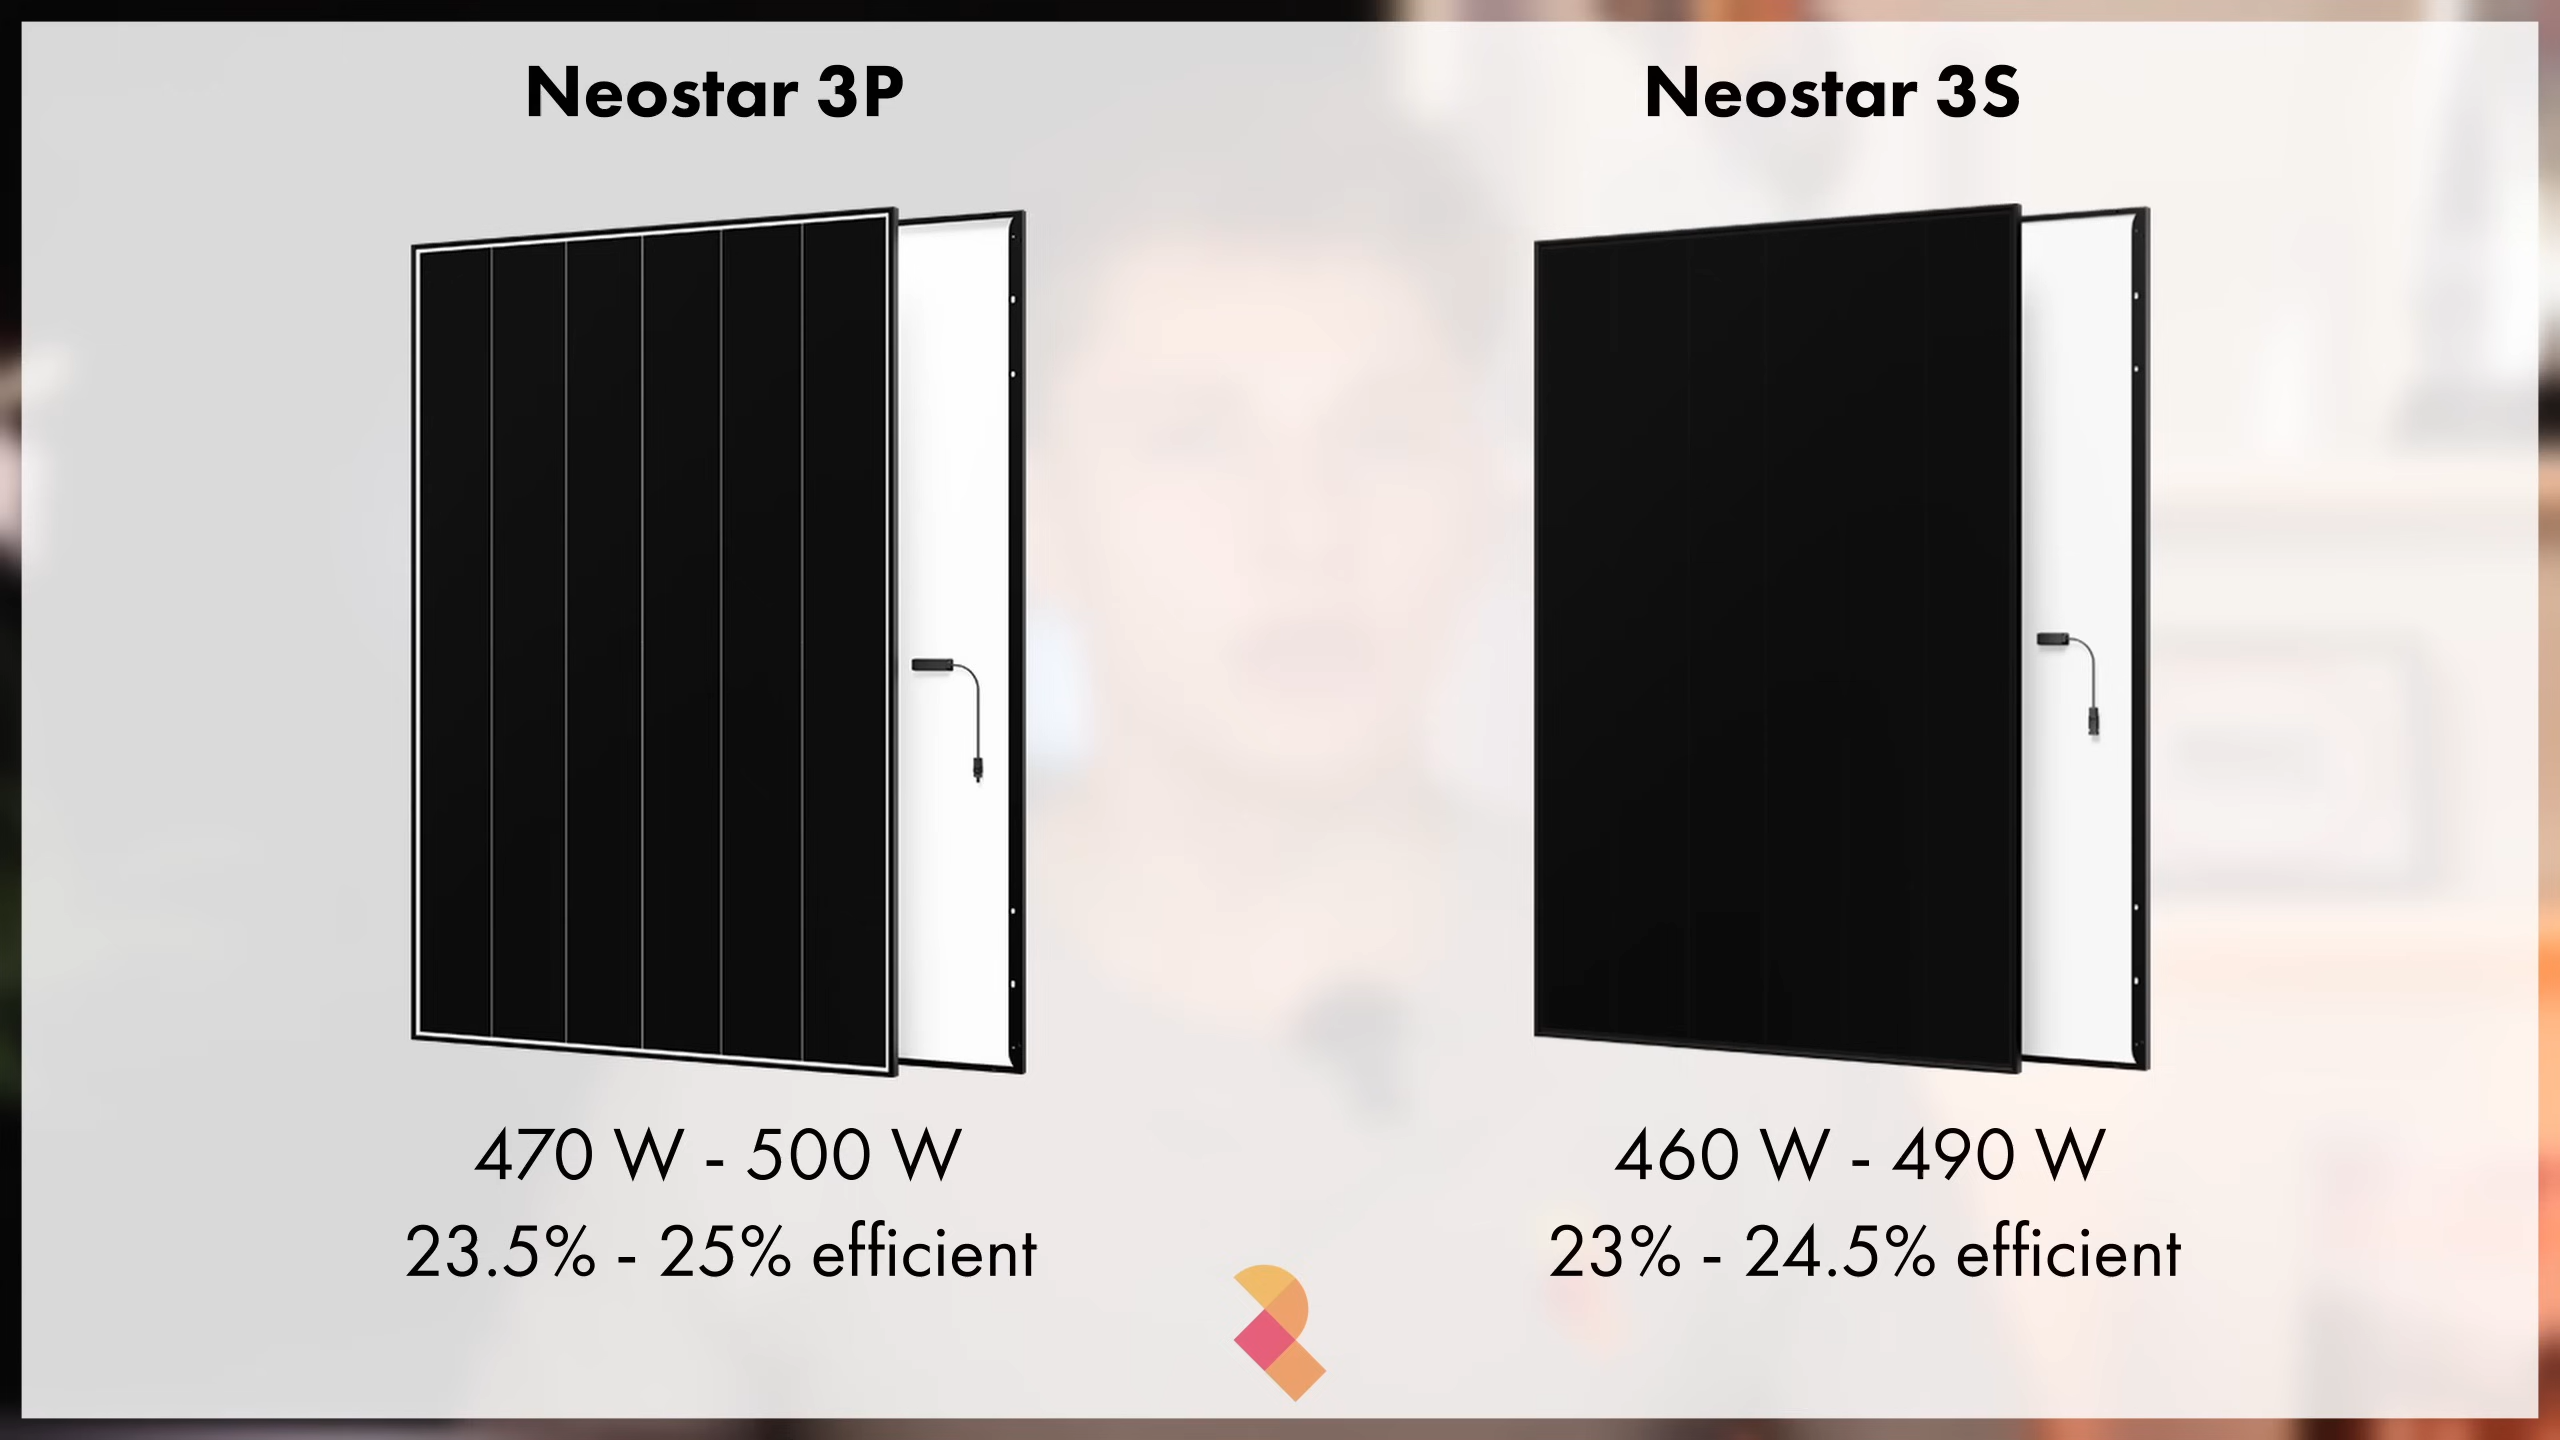 Neostar 3P
470 W - 500 W
23.5% - 25% efficient
Neostar 3S
460 W - 490 W
23% - 24.5% efficient